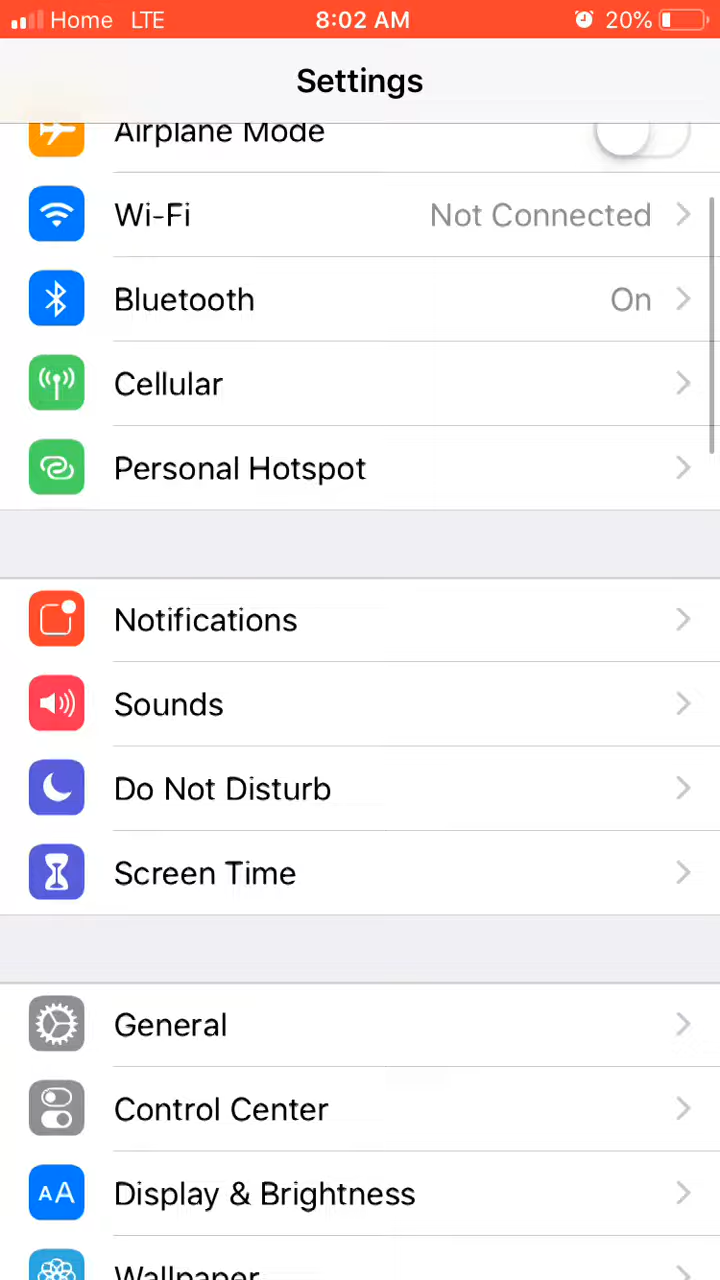 Home LTE 8:02 AM 20%
Settings
Airplane Mode
Wi-Fi Not Connected
Bluetooth On
Cellular
Personal Hotspot
Notifications
Sounds
Do Not Disturb
Screen Time
General
Control Center
AA Display & Brightness
Wallpaper